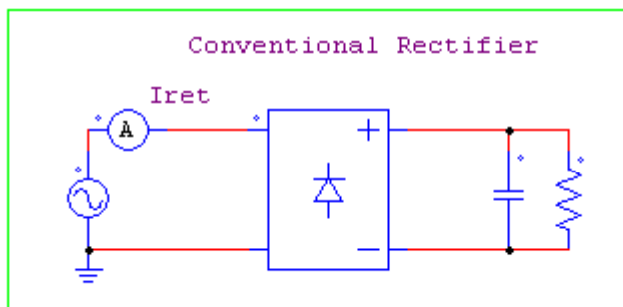 Conventional Rectifier
Iret
A
+
−